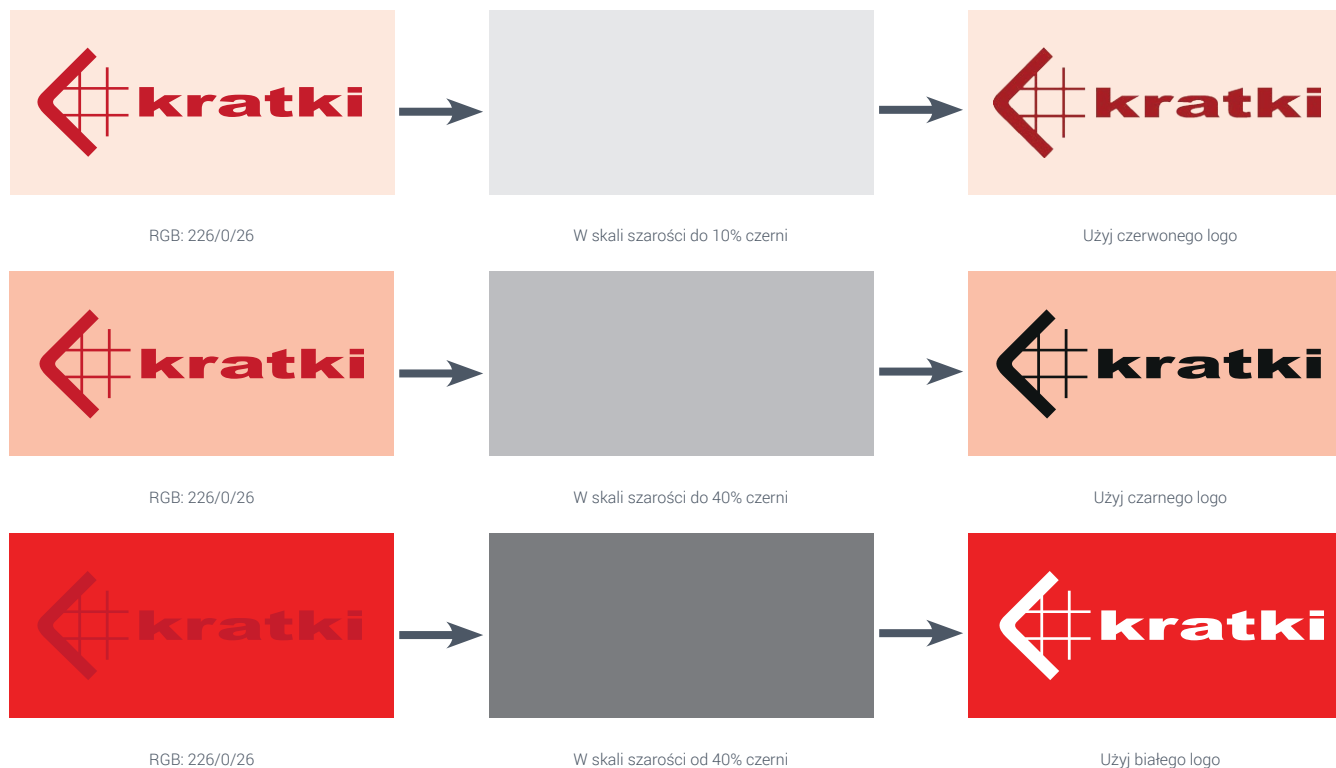 kratki
kratki
RGB: 226/0/26
W skali szarości do 10% czerni
Użyj czerwonego logo
kratki
kratki
RGB: 226/0/26
W skali szarości do 40% czerni
Użyj czarnego logo
kratki
kratki
RGB: 226/0/26
W skali szarości od 40% czerni
Użyj białego logo